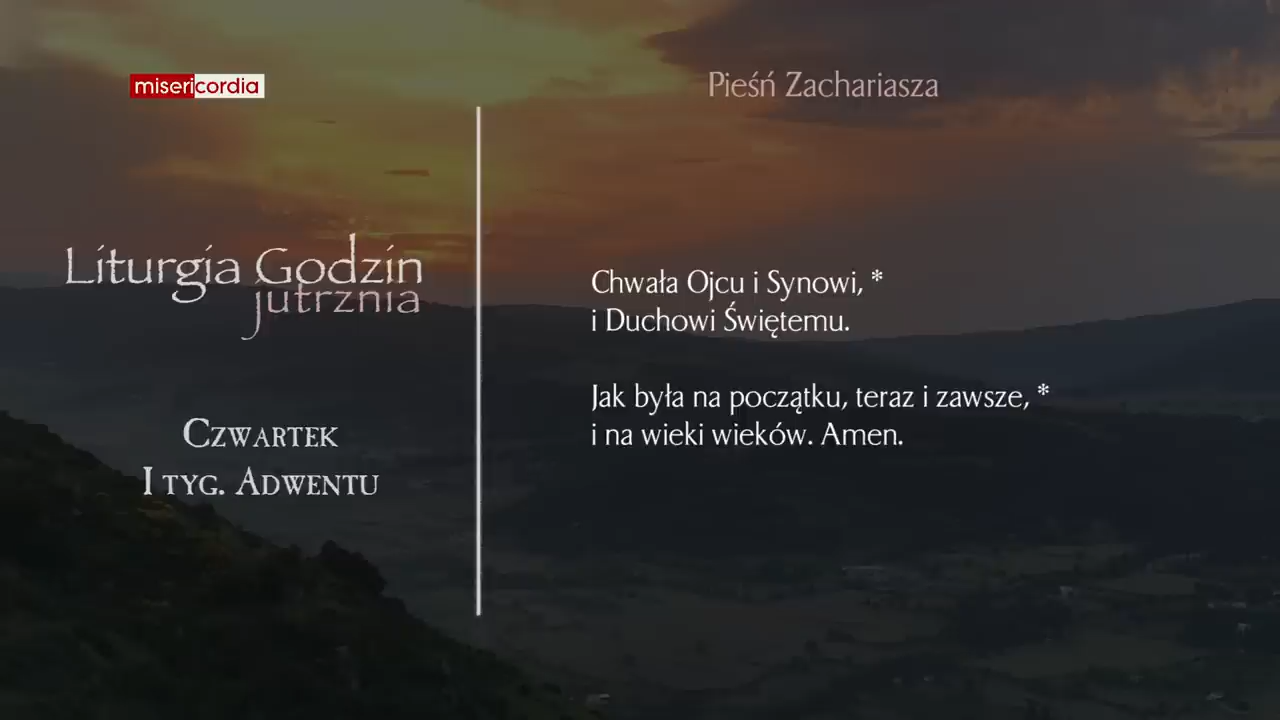 misericordia
Pieśń Zachariasza
Liturgia Godzin
jutrznia
Czwartek
I tyg. Adwentu
Chwała Ojcu i Synowi, *
i Duchowi Świętemu.
Jak była na początku, teraz i zawsze, *
i na wieki wieków. Amen.